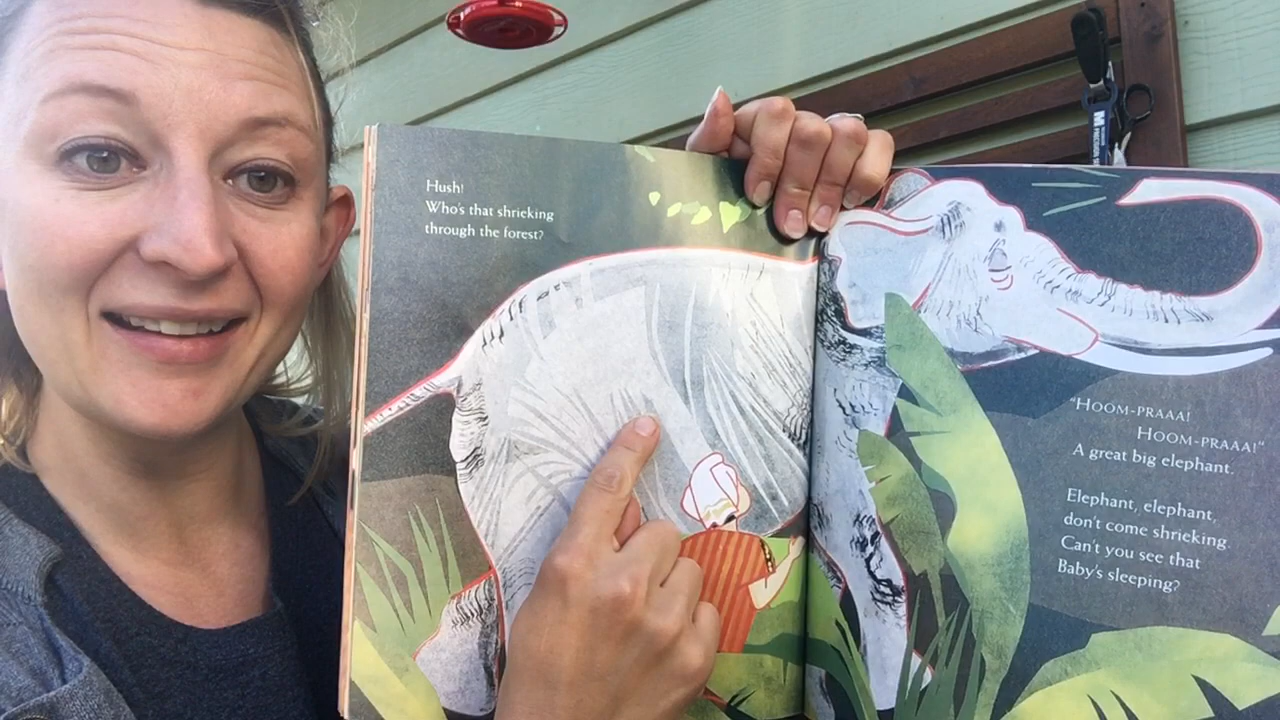 Hush!
Who's that shrieking
through the forest?
"HOOM-PRAAA!
HOOM-PRAAA!"
A great big elephant.
Elephant, elephant,
don't come shrieking.
Can't you see that
Baby's sleeping?